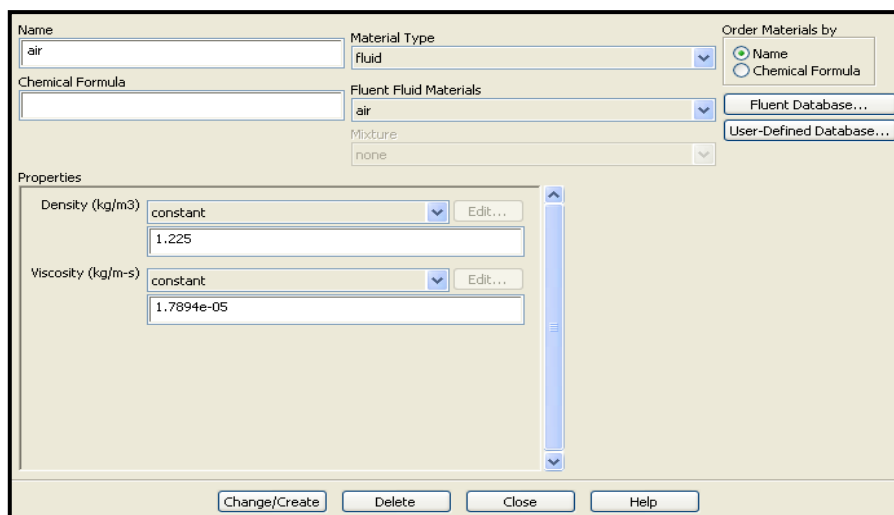 Name
air
Material Type
fluid
Order Materials by
Name
Chemical Formula
Chemical Formula
Fluent Fluid Materials
air
Fluent Database...
User-Defined Database...
Mixture
none
Properties
Density (kg/m3) constant Edit...
1.225
Viscosity (kg/m-s) constant Edit...
1.7894e-05
Change/Create Delete Close Help